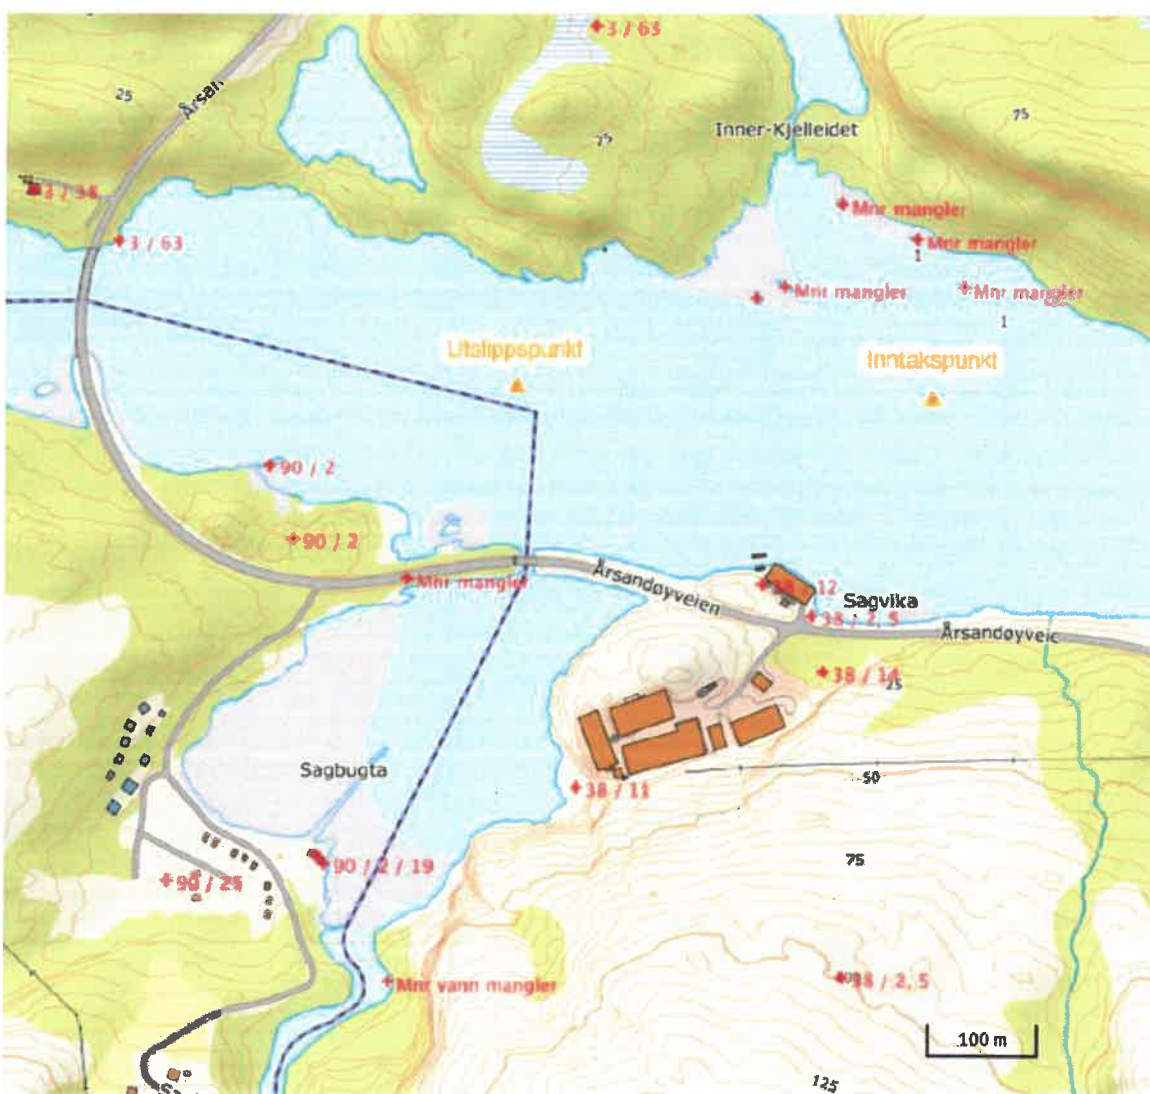 3 / 63
25
Årsan
75
Inner-Kjelleidet
75
3 / 38
Mnr mangler
3 / 63
Mnr mangler
1
Mnr mangler
Mnr mangler
1
Utslippspunkt
Inntakspunkt
90 / 2
90 / 2
Mnr mangler
Årsandøyveien
12
Sagvika
38 / 2, 5
Årsandøyveic
38 / 14
25
Sagbugta
50
38 / 11
75
90 / 2 / 19
90 / 25
38 / 2, 5
Mnr vann mangler
100 m
125